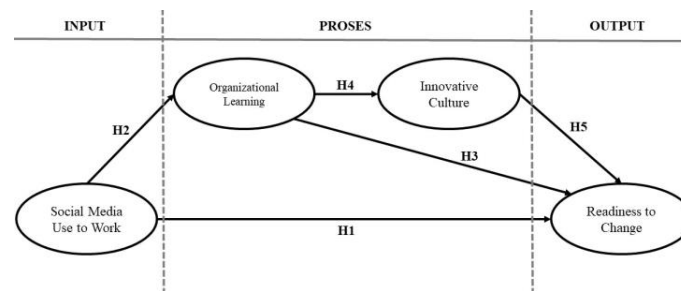 INPUT
PROSES
OUTPUT
Organizational
Learning
H4
Innovative
Culture
H2
H5
H3
Social Media
Use to Work
H1
Readiness to
Change